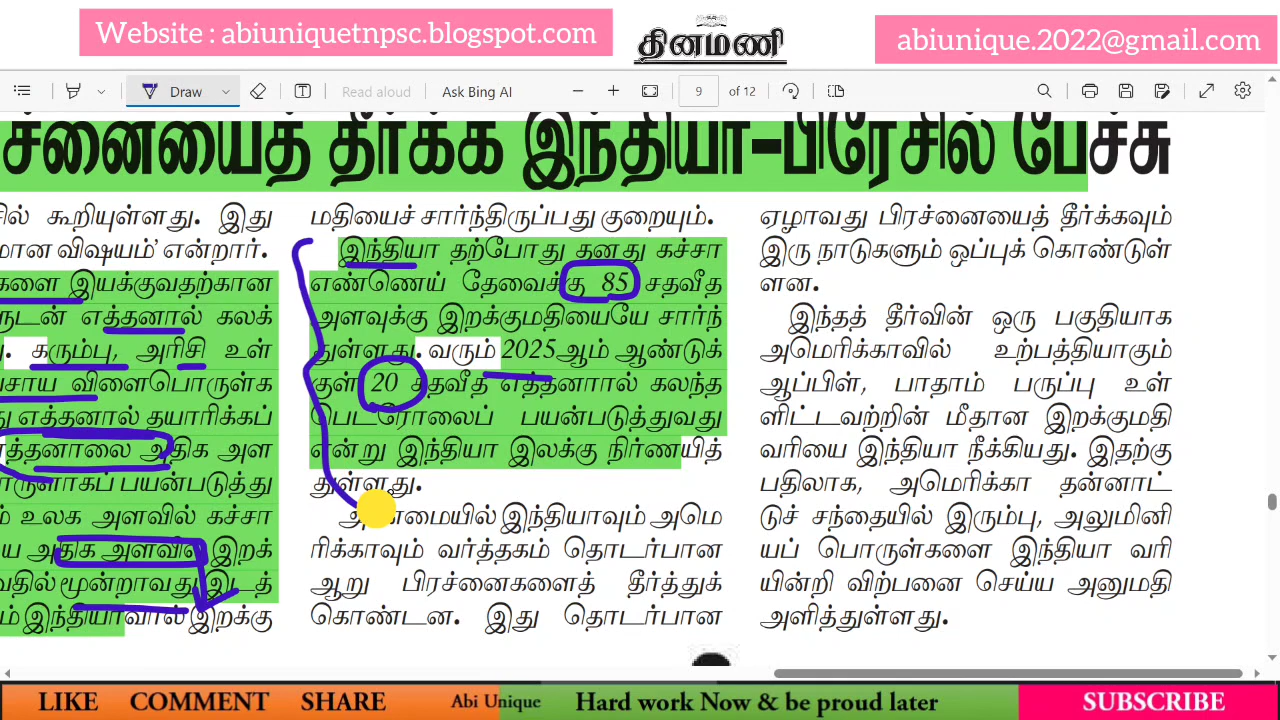 Website : abiuniquetnpsc.blogspot.com
தினமணி
abiunique.2022@gmail.com
Draw
Read aloud
Ask Bing AI
9
of 12
ச்னையைத் தீர்க்க இந்தியா-பிரேசில் பேச்சு
சில் கூறியுள்ளது. இது
மான விஷயம்' என்றார்.
களை இயக்குவதற்கான
ருடன் எத்தனால் கலக்
கரும்பு, அரிசி உள்
சாய விளைபொருள்க
து எத்தனால் தயாரிக்கப்
எத்தனாலை அதிக அள
பொருளாகப் பயன்படுத்து
ம் உலக அளவில் கச்சா
ய அதிக அளவில் இறக்
வதில் மூன்றாவது இடத்
ம் இந்தியாவால் இறக்கு
மதியைச் சார்ந்திருப்பது குறையும்.
இந்தியா தற்போது தனது கச்சா
எண்ணெய் தேவைக்கு 85 சதவீத
அளவுக்கு இறக்குமதியையே சார்ந்
துள்ளது. வரும் 2025ஆம் ஆண்டுக்
குள் 20 சதவீத எத்தனாால் கலந்த
பெட்ரோலைப் பயன்படுத்துவது
என்று இந்தியா இலக்கு நிர்ணயித்
துள்ளது.
அண்மையில் இந்தியாவும் அமெ
ரிக்காவும் வர்த்தகம் தொடர்பான
ஆறு பிரச்னைகளைத் தீர்த்துக்
கொண்டன. இது தொடர்பான
ஏழாவது பிரச்னையைத் தீர்க்கவும்
இரு நாடுகளும் ஒப்புக் கொண்டுள்
ளன.
இந்தத் தீர்வின் ஒரு பகுதியாக
அமெரிக்காவில் உற்பத்தியாகும்
ஆப்பிள், பாதாம் பருப்பு உள்
ளிட்டவற்றின் மீதான இறக்குமதி
வரியை இந்தியா நீக்கியது. இதற்கு
பதிலாக, அமெரிக்கா தன்னாட்
டுச் சந்தையில் இரும்பு, அலுமினி
யப் பொருள்களை இந்தியா வரி
யின்றி விற்பனை செய்ய அனுமதி
அளித்துள்ளது.
LIKE COMMENT SHARE
Abi Unique
Hard work Now & be proud later
SUBSCRIBE